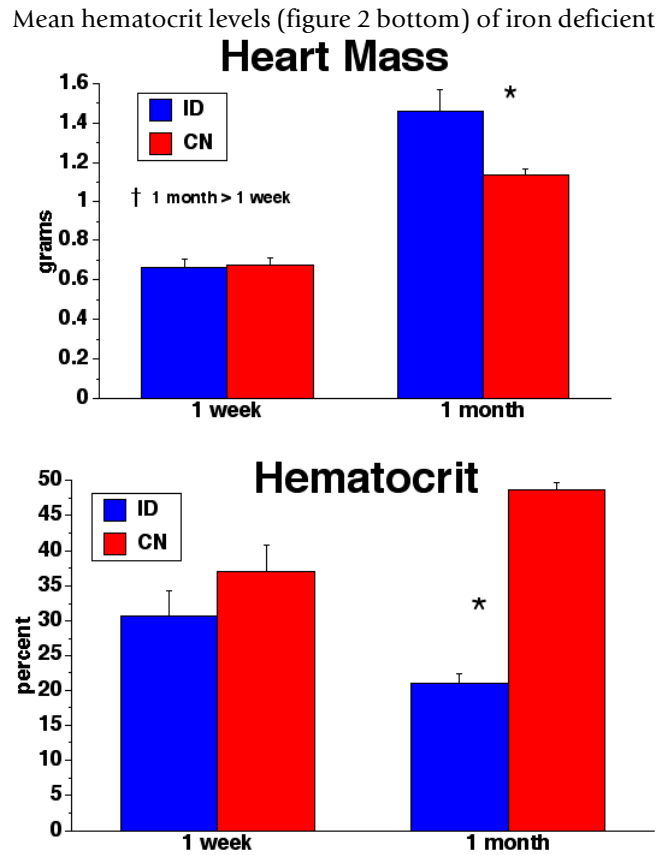 Mean hematocrit levels (figure 2 bottom) of iron deficient
Heart Mass
1.6
1.4
1.2
1
0.8
0.6
0.4
0.2
0
grams
ID
CN
*
† 1 month > 1 week
1 week
1 month
Hematocrit
50
45
40
35
30
25
20
15
10
5
0
percent
ID
CN
*
1 week
1 month